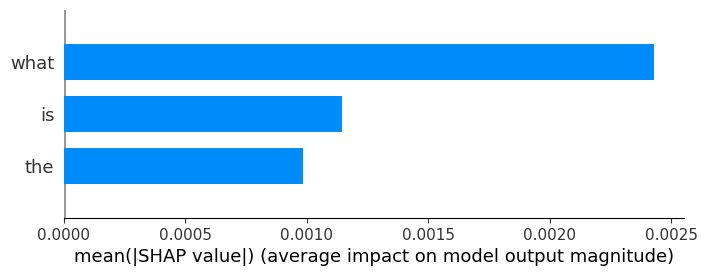 what
is
the
0.0000 0.0005 0.0010 0.0015 0.0020 0.0025
mean(|SHAP value|) (average impact on model output magnitude)